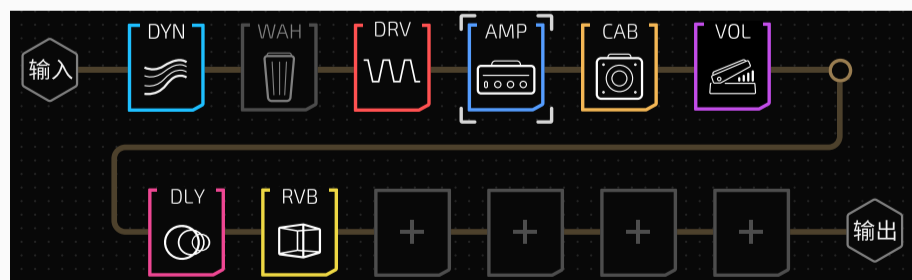 输入 DYN WAH DRV AMP CAB VOL
DLY RVB 输出